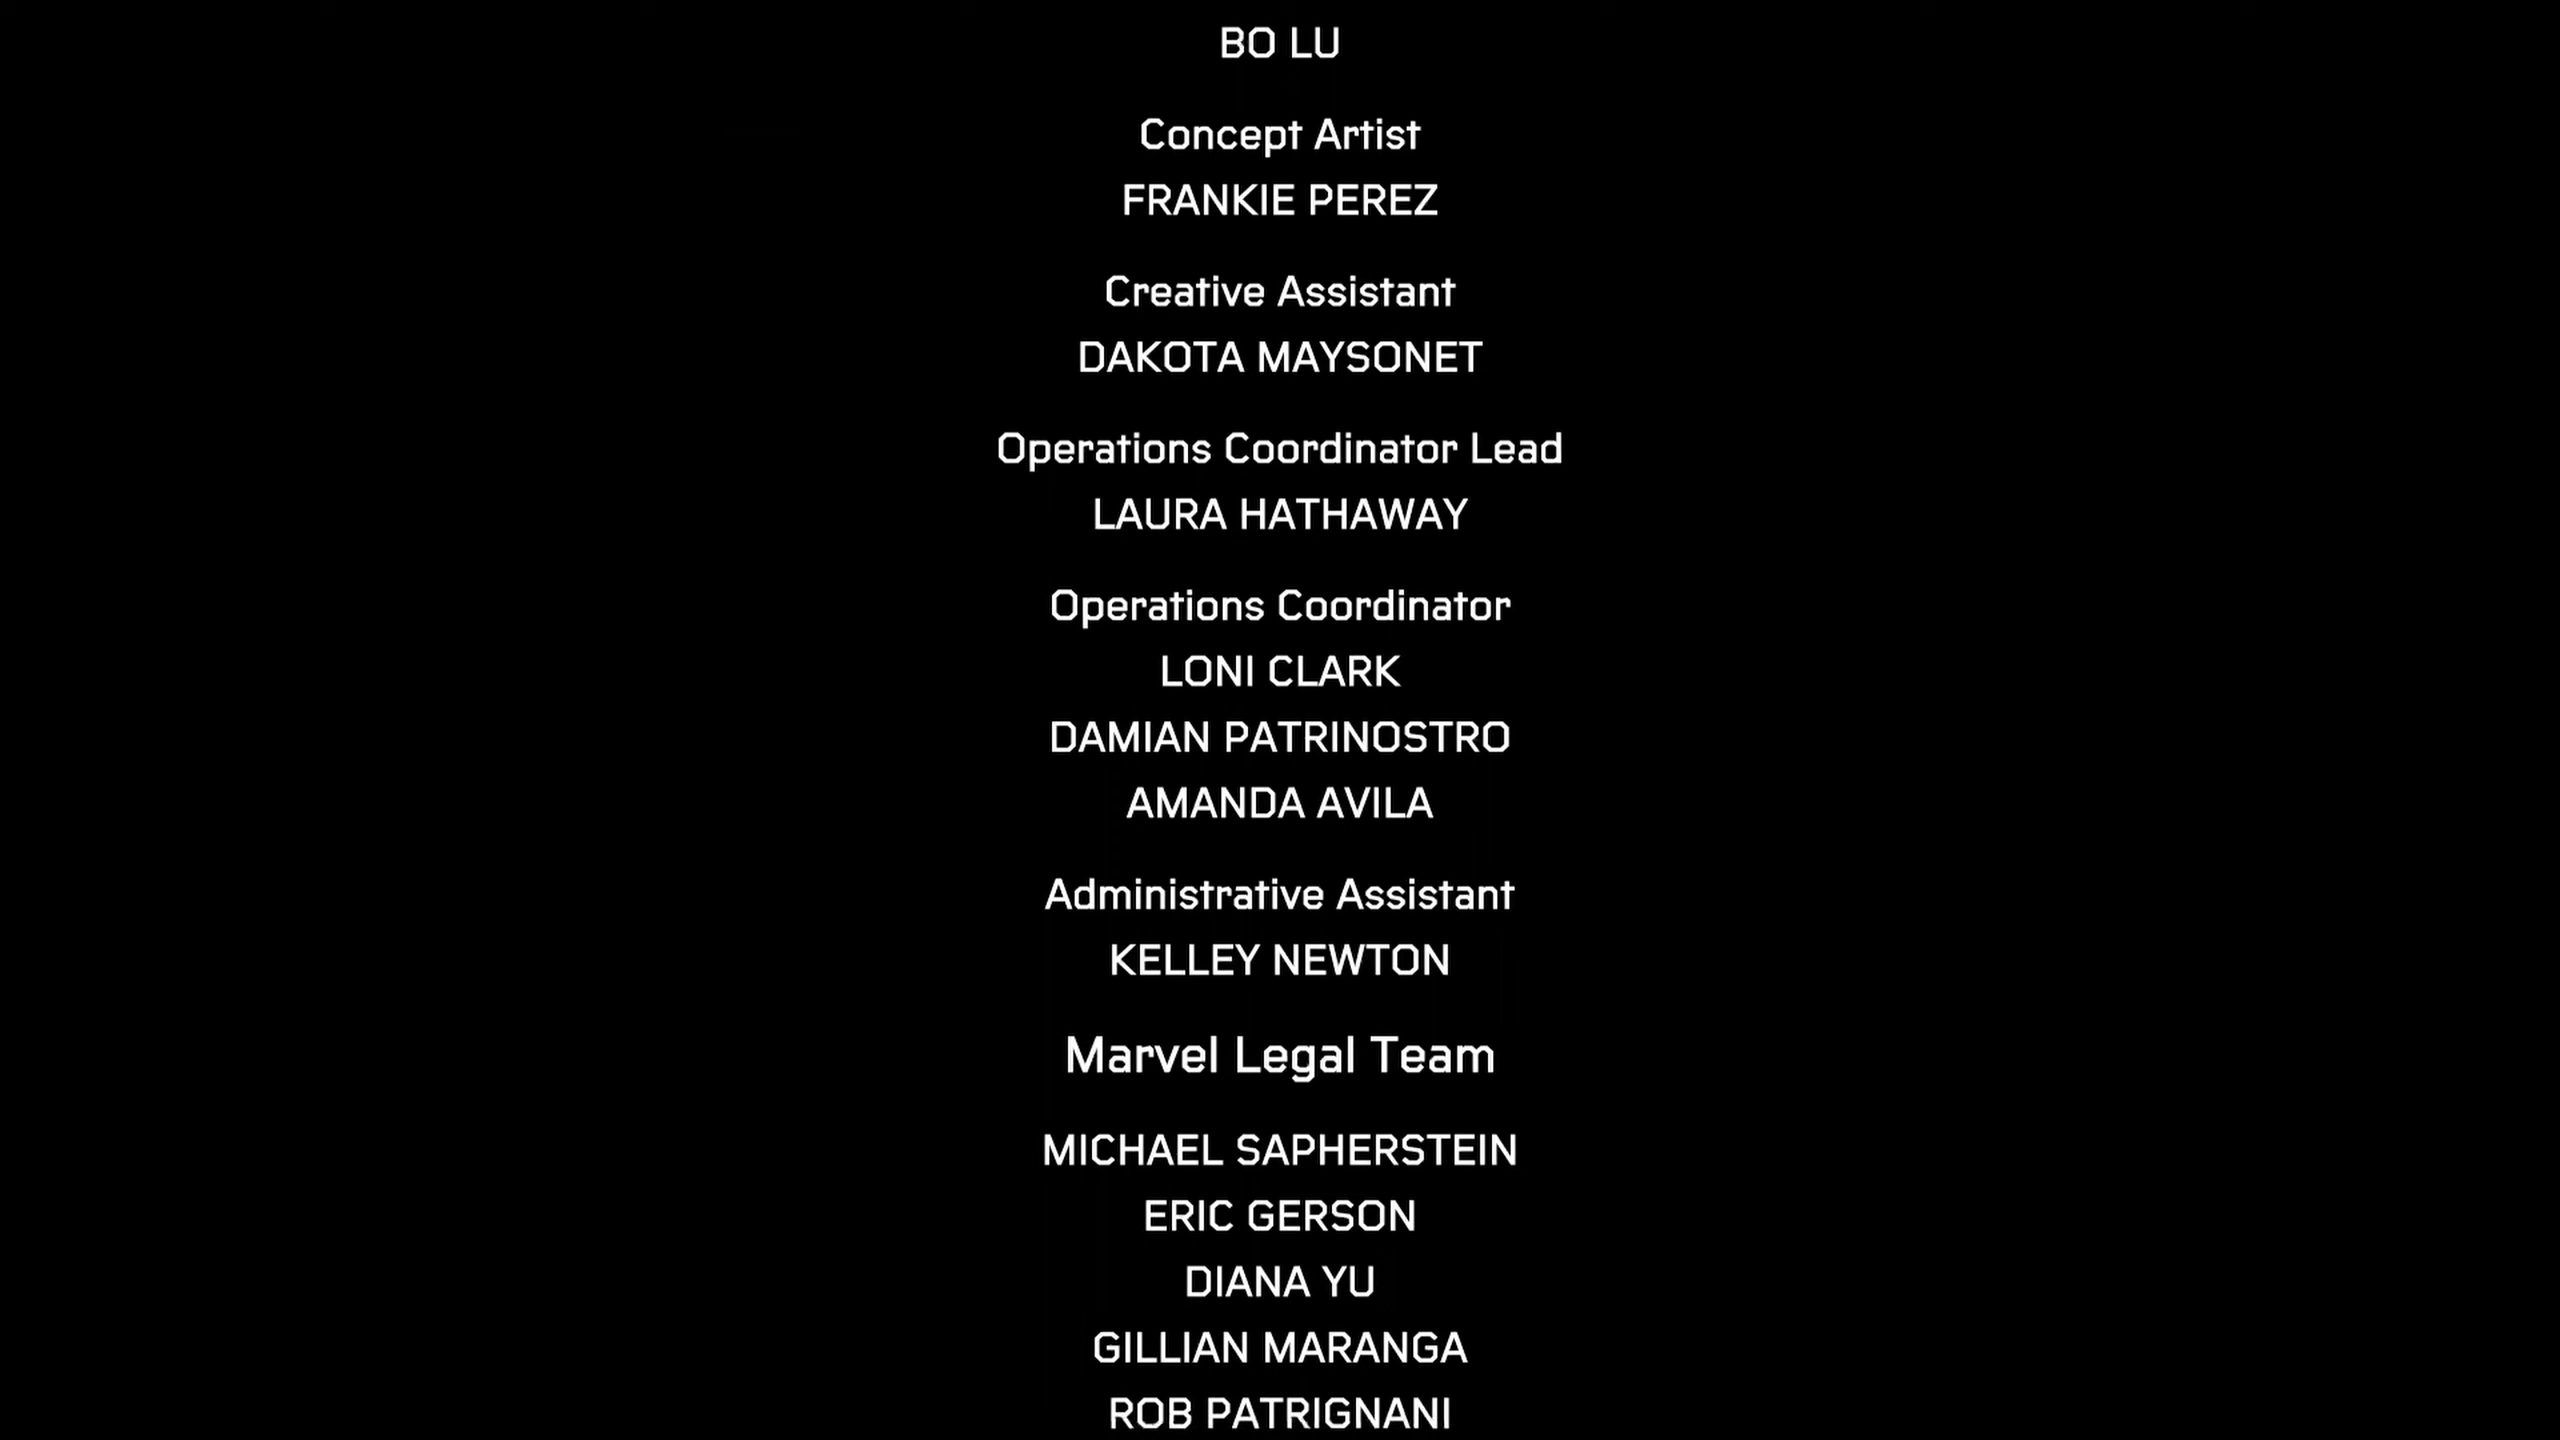 BO LU
Concept Artist
FRANKIE PEREZ
Creative Assistant
DAKOTA MAYSONET
Operations Coordinator Lead
LAURA HATHAWAY
Operations Coordinator
LONI CLARK
DAMIAN PATRINOSTRO
AMANDA AVILA
Administrative Assistant
KELLEY NEWTON
Marvel Legal Team
MICHAEL SAPHERSTEIN
ERIC GERSON
DIANA YU
GILLIAN MARANGA
ROB PATRIGNANI